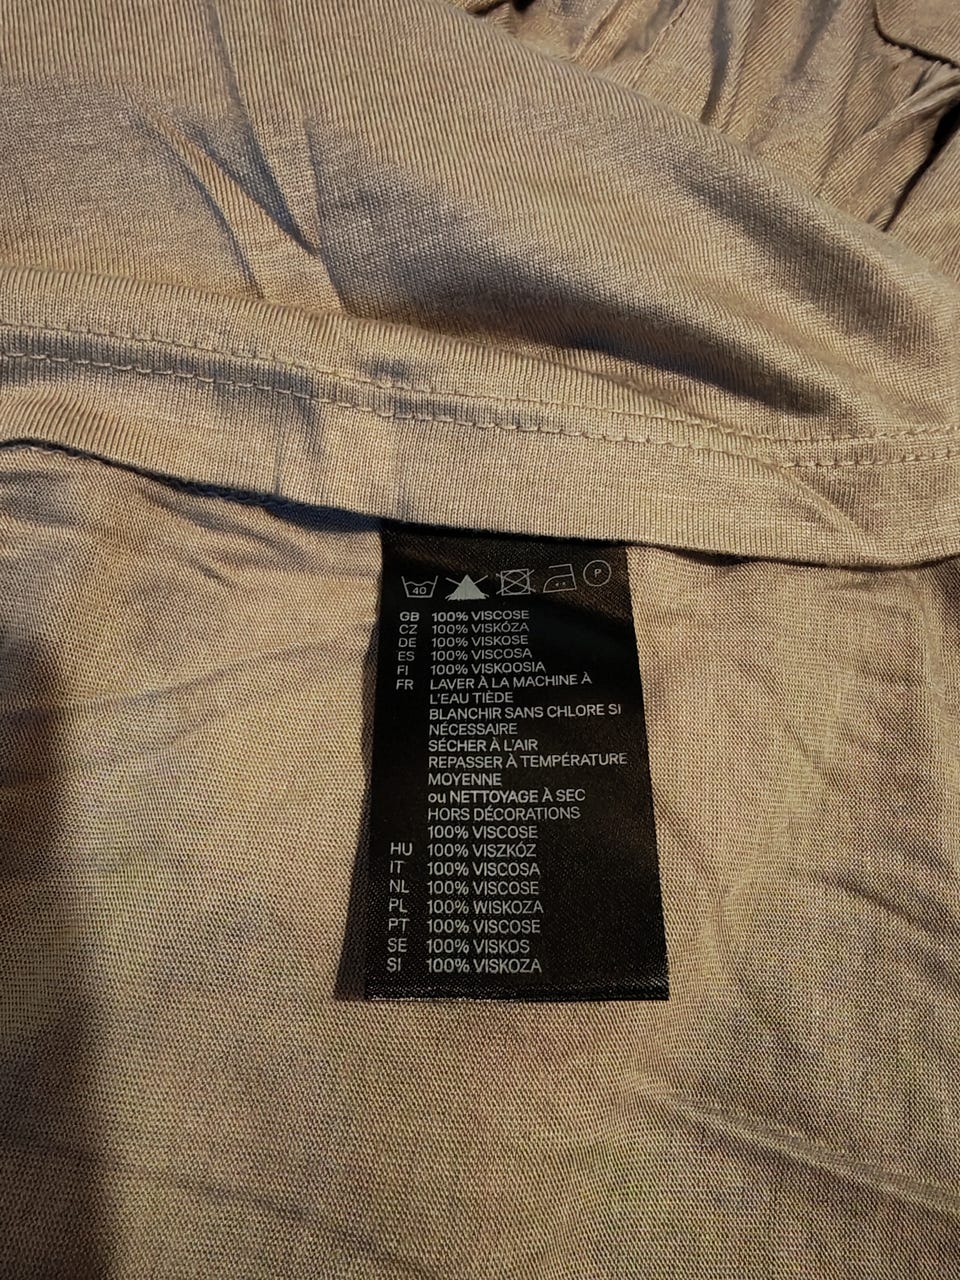 40 P
GB 100% VISCOSE
CZ 100% VISKÓZA
DE 100% VISKOSE
ES 100% VISCOSA
FI 100% VISKOOSIA
FR LAVER À LA MACHINE À
L'EAU TIÈDE
BLANCHIR SANS CHLORE SI
NÉCESSAIRE
SÉCHER À L'AIR
REPASSER À TEMPÉRATURE
MOYENNE
ou NETTOYAGE À SEC
HORS DÉCORATIONS
100% VISCOSE
HU 100% VISZKÓZ
IT 100% VISCOSA
NL 100% VISCOSE
PL 100% WISKOZA
PT 100% VISCOSE
SE 100% VISKOS
SI 100% VISKOZA